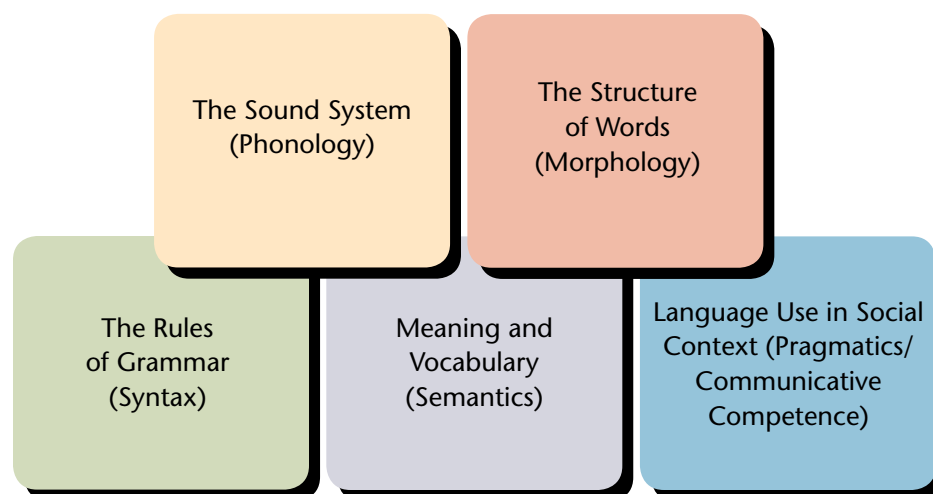 The Sound System
(Phonology)
The Structure
of Words
(Morphology)
The Rules
of Grammar
(Syntax)
Meaning and
Vocabulary
(Semantics)
Language Use in Social
Context (Pragmatics/
Communicative
Competence)